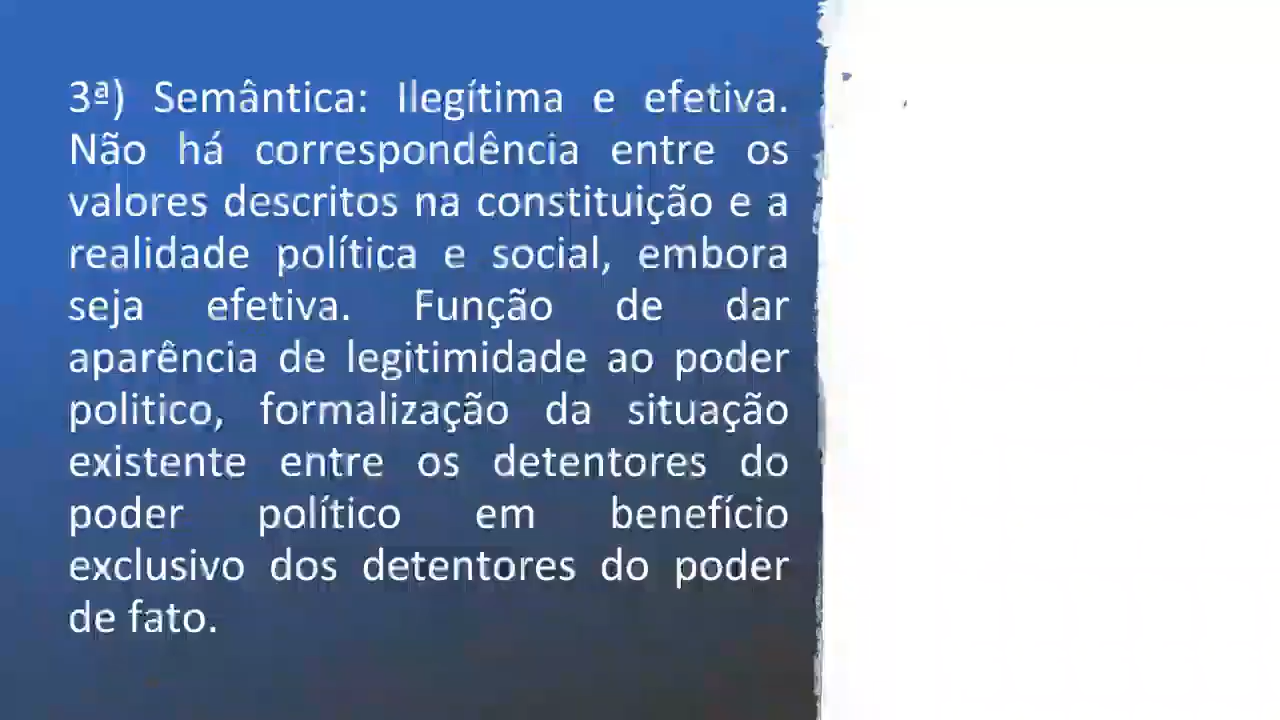 3ª) Semântica: Ilegítima e efetiva.
Não há correspondência entre os
valores descritos na constituição e a
realidade política e social, embora
seja efetiva. Função de dar
aparência de legitimidade ao poder
politico, formalização da situação
existente entre os detentores do
poder político em benefício
exclusivo dos detentores do poder
de fato.